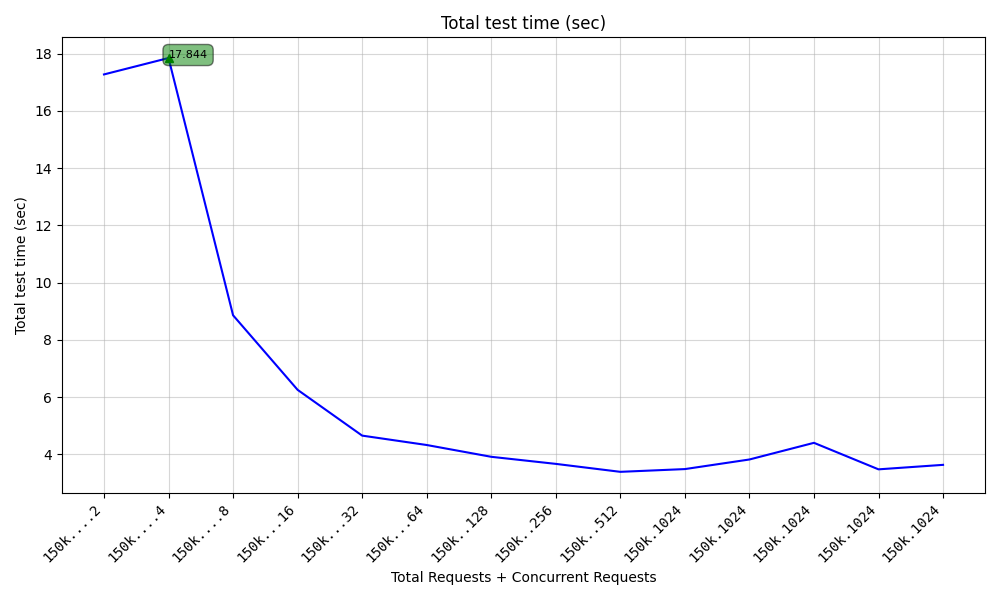 Total test time (sec)
17.844
18
16
14
12
10
8
6
4
Total test time (sec)
150k....2
150k....4
150k....8
150k...16
150k...32
150k...64
150k..128
150k..256
150k..512
150k.1024
150k.1024
150k.1024
150k.1024
150k.1024
Total Requests + Concurrent Requests